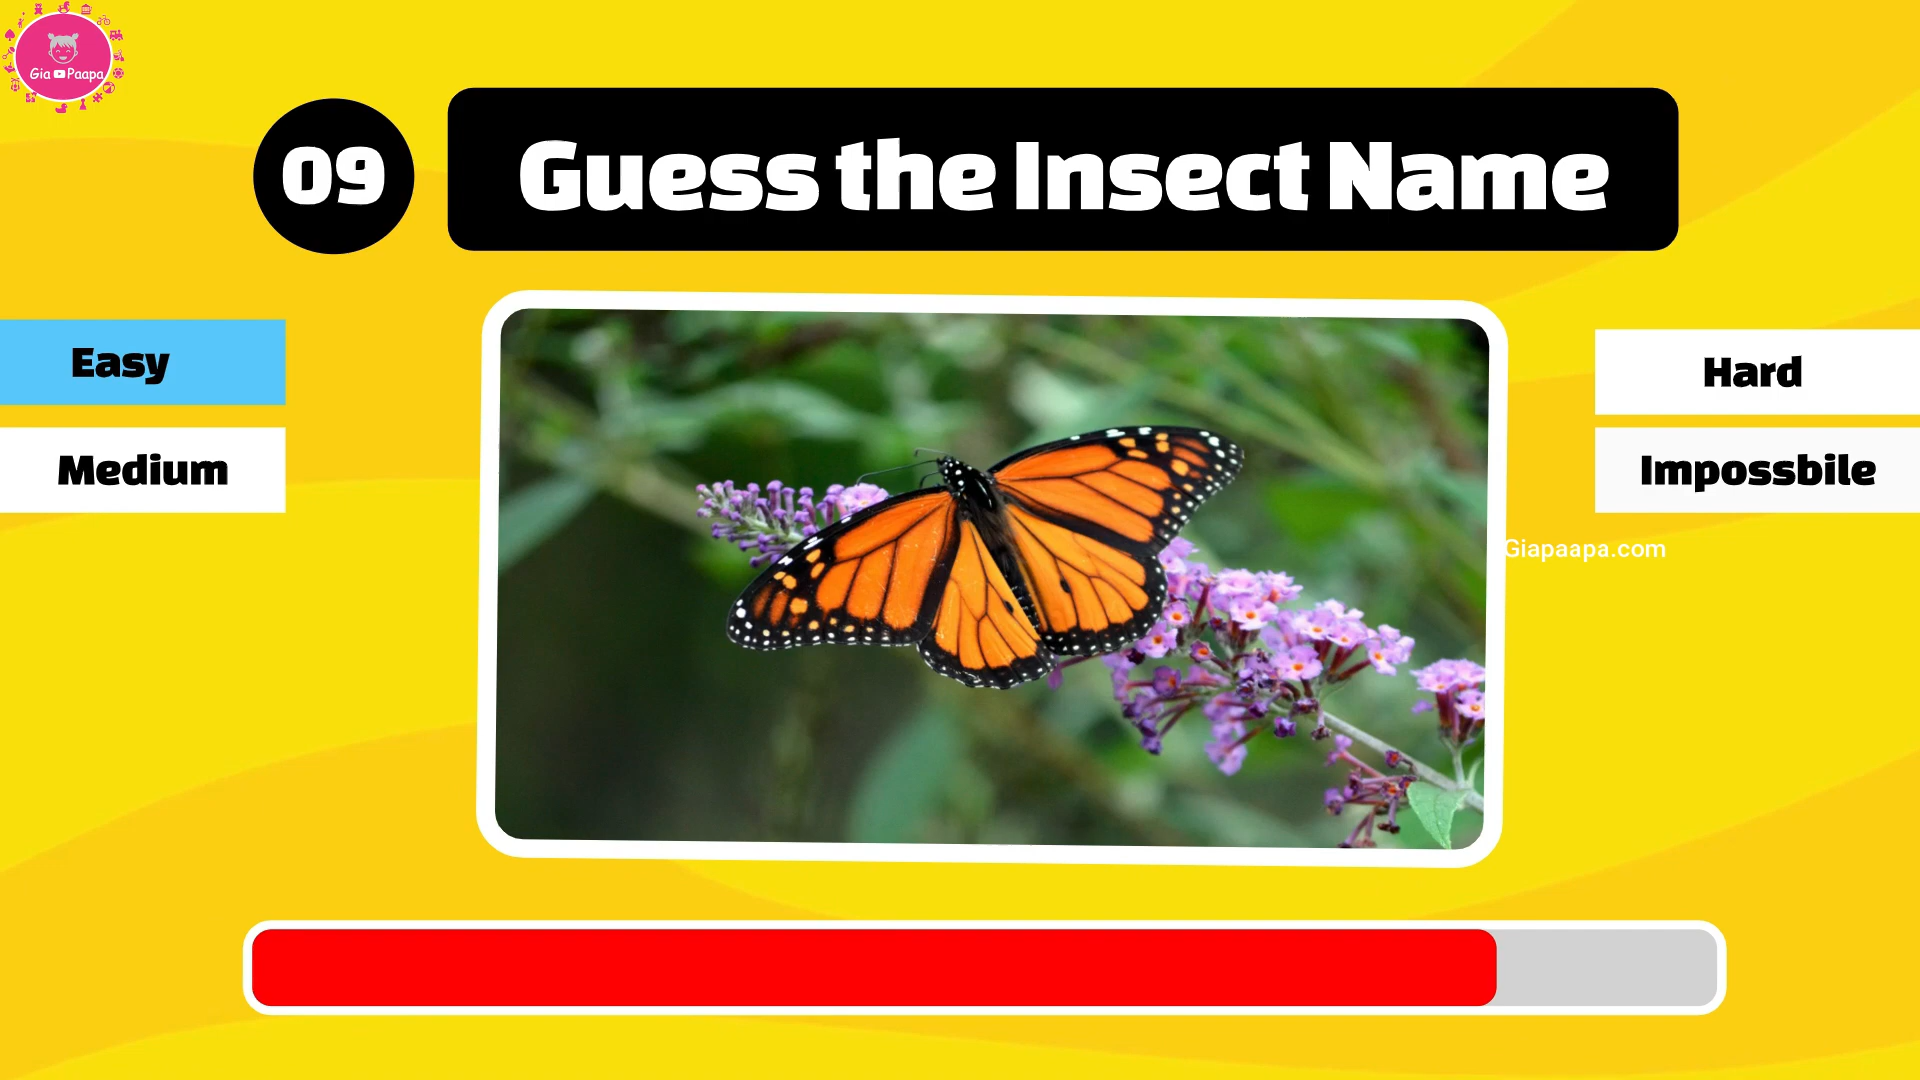 Gia Paapa
09
Guess the Insect Name
Easy
Medium
Hard
Impossbile
Giapaapa.com